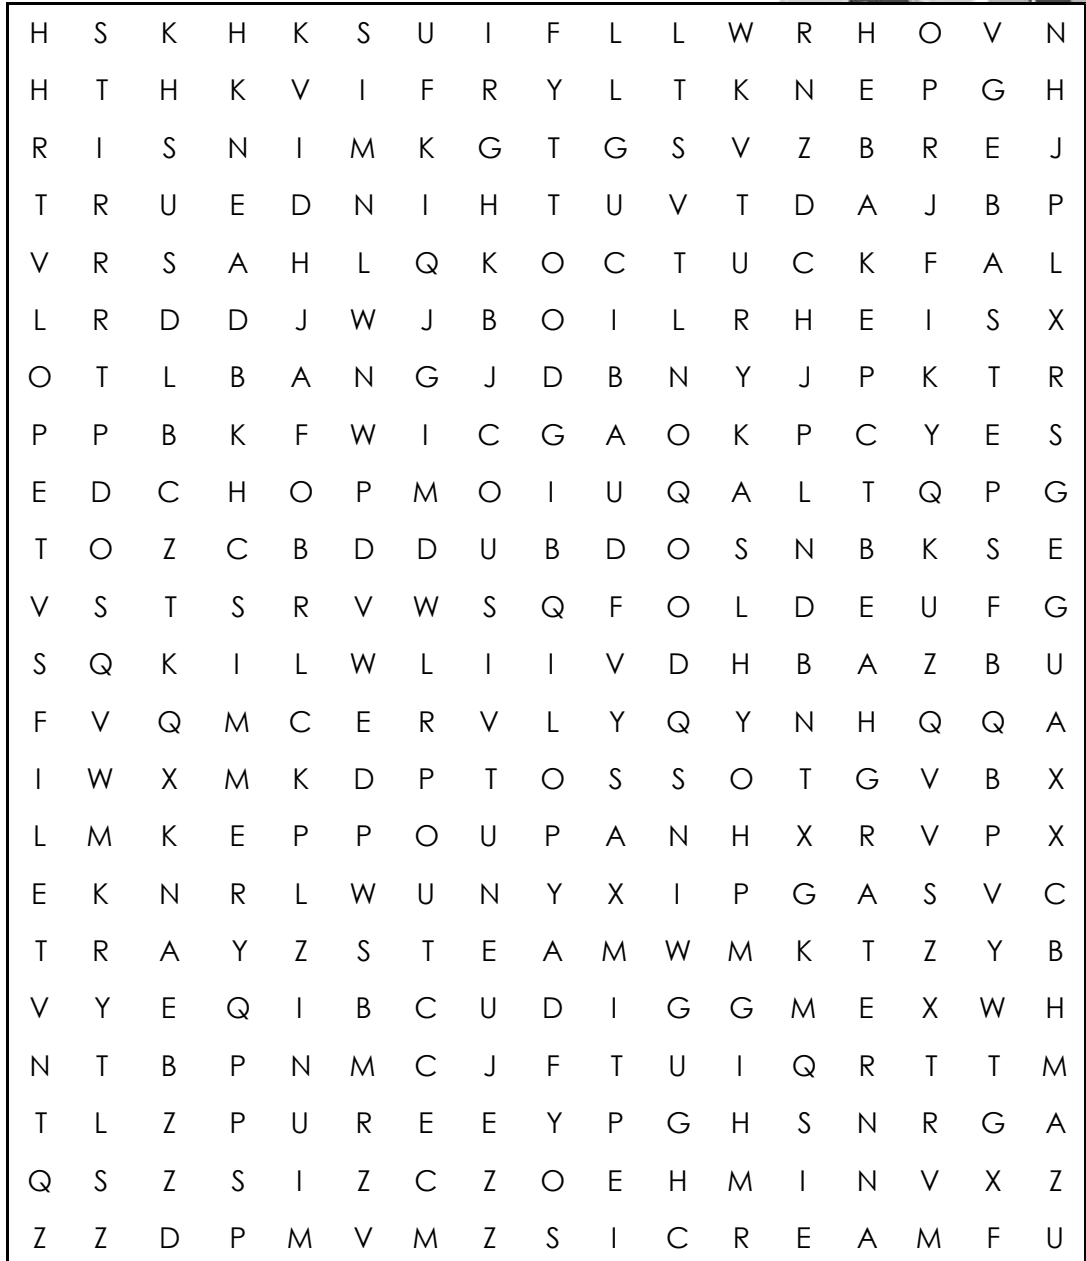 H S K H K S U I F L L W R H O V N
H T H K V I F R Y L T K N E P G H
R I S N I M K G T G S V Z B R E J
T R U E D N I H T U V T D A J B P
V R S A H L Q K O C T U C K F A L
L R D D J W J B O I L R H E I S X
O T L B A N G J D B N Y J P K T R
P P B K F W I C G A O K P C Y E S
E D C H O P M O I U Q A L T Q P G
T O Z C B D D U B D O S N B K S E
V S T S R V W S Q F O L D E U F G
S Q K I L W L I I V D H B A Z B U
F V Q M C E R V L Y Q Y N H Q Q A
I W X M K D P T O S S O T G V B X
L M K E P P O U P A N H X R V P X
E K N R L W U N Y X I P G A S V C
T R A Y Z S T E A M W M K T Z Y B
V Y E Q I B C U D I G G M E X W H
N T B P N M C J F T U I Q R T T M
T L Z P U R E E Y P G H S N R G A
Q S Z S I Z C Z O E H M I N V X Z
Z Z D P M V M Z S I C R E A M F U